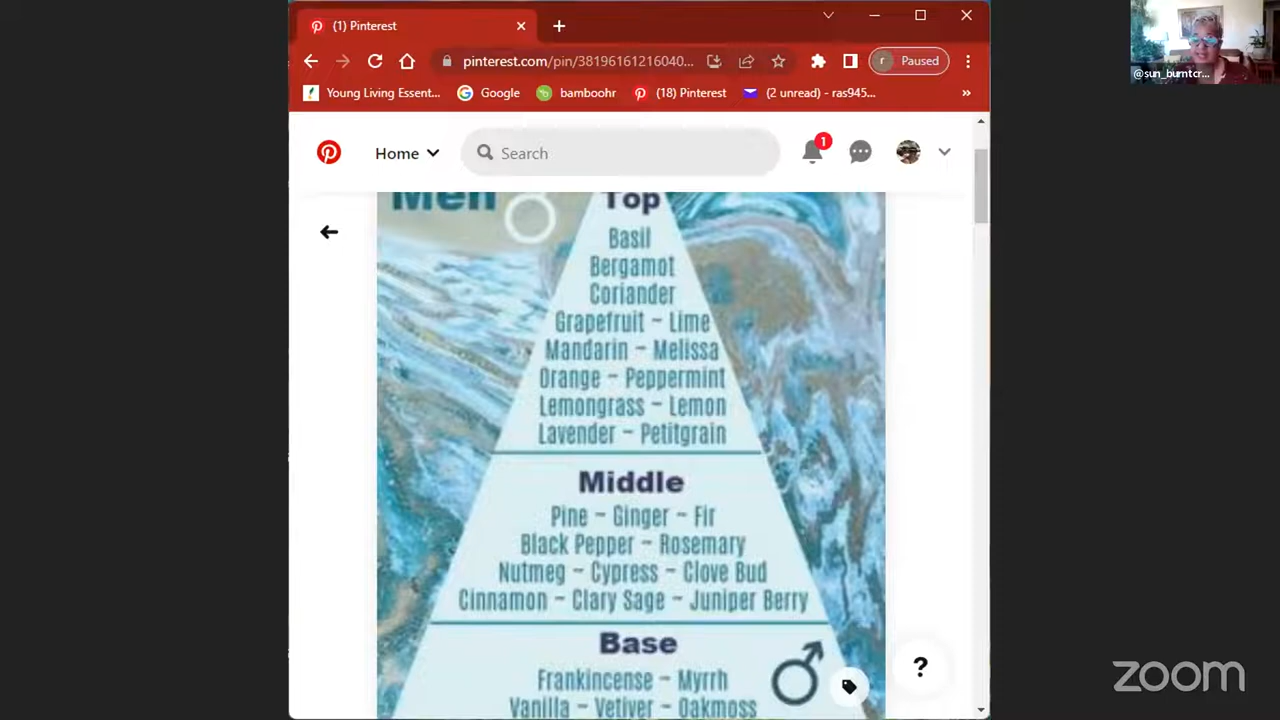 (1) Pinterest
pinterest.com/pin/38196161216040...
r Paused
Young Living Essent...
Google
bamboohr
(18) Pinterest
(2 unread) - ras945...
»
@sun_burntcr...
Home
Search
1
Men
Top
Basil
Bergamot
Coriander
Grapefruit ~ Lime
Mandarin ~ Melissa
Orange ~ Peppermint
Lemongrass ~ Lemon
Lavender ~ Petitgrain
Middle
Pine ~ Ginger ~ Fir
Black Pepper ~ Rosemary
Nutmeg ~ Cypress ~ Clove Bud
Cinnamon ~ Clary Sage ~ Juniper Berry
Base
Frankincense ~ Myrrh
Vanilla ~ Vetiver ~ Oakmoss
?
zoom